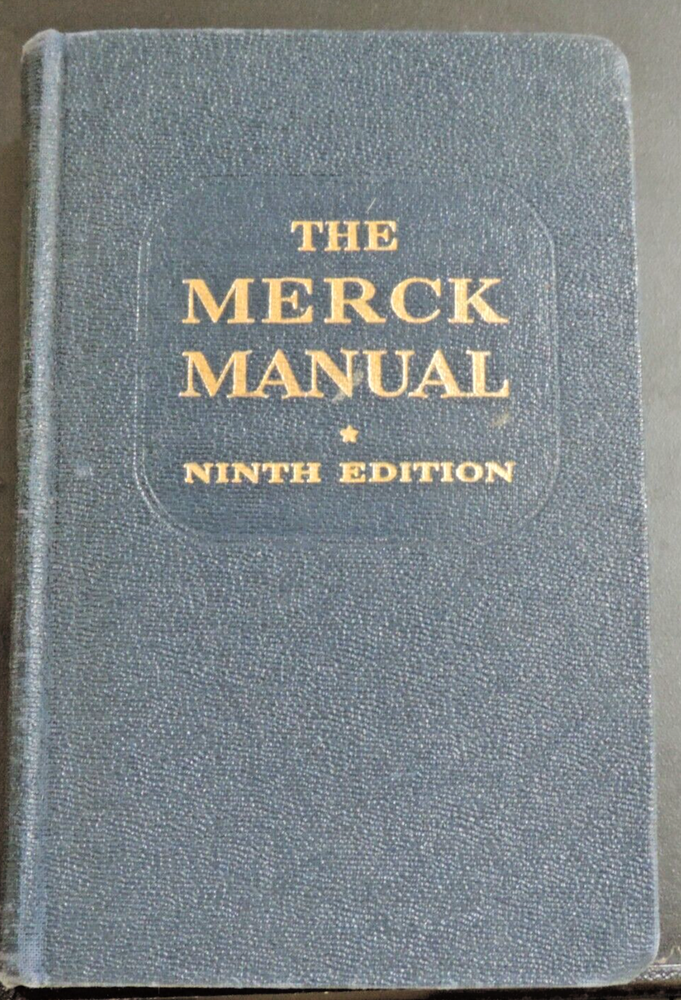 THE
MERCK
MANUAL
★
NINTH EDITION